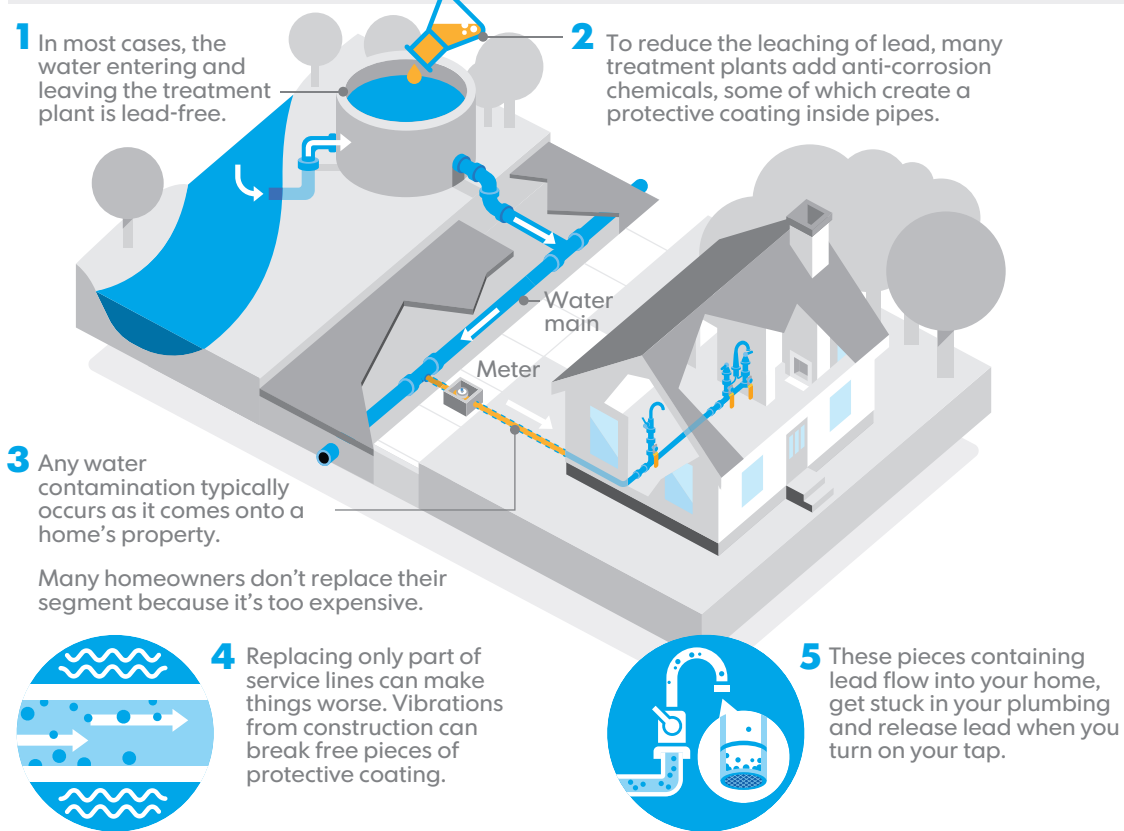 1 In most cases, the
water entering and
leaving the treatment
plant is lead-free.
2 To reduce the leaching of lead, many
treatment plants add anti-corrosion
chemicals, some of which create a
protective coating inside pipes.
Water
main
Meter
3 Any water
contamination typically
occurs as it comes onto a
home’s property.
Many homeowners don’t replace their
segment because it’s too expensive.
4 Replacing only part of
service lines can make
things worse. Vibrations
from construction can
break free pieces of
protective coating.
5 These pieces containing
lead flow into your home,
get stuck in your plumbing
and release lead when you
turn on your tap.